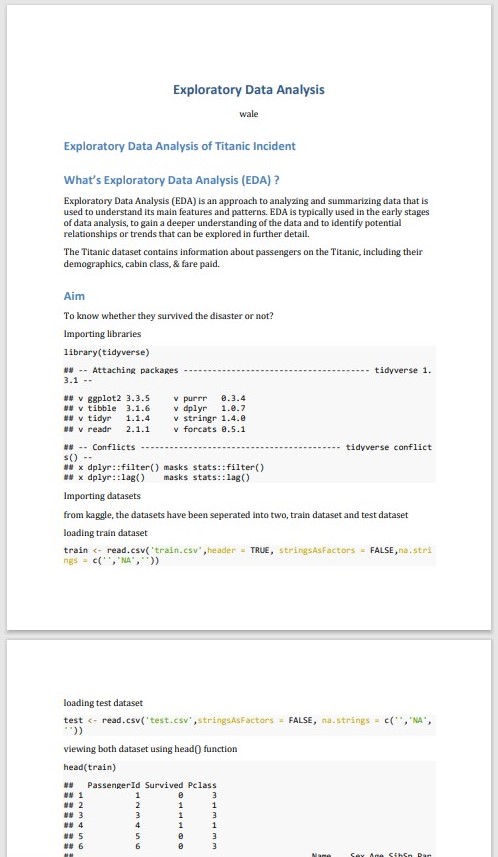 Exploratory Data Analysis
wale
Exploratory Data Analysis of Titanic Incident
What's Exploratory Data Analysis (EDA) ?
Exploratory Data Analysis (EDA) is an approach to analyzing and summarizing data that is
used to understand its main features and patterns. EDA is typically used in the early stages
of data analysis, to gain a deeper understanding of the data and to identify potential
relationships or trends that can be explored in further detail.
The Titanic dataset contains information about passengers on the Titanic, including their
demographics, cabin class, & fare paid.
Aim
To know whether they survived the disaster or not?
Importing libraries
library(tidyverse)
## -- Attaching packages --------------------------------------- tidyverse 1.
3.1 --
## v ggplot2 3.3.5     v purrr   0.3.4
## v tibble  3.1.6     v dplyr   1.0.7
## v tidyr   1.1.4     v stringr 1.4.0
## v readr   2.1.1     v forcats 0.5.1
## -- Conflicts ------------------------------------------ tidyverse_conflict
s() --
## x dplyr::filter() masks stats::filter()
## x dplyr::lag()    masks stats::lag()
Importing datasets
from kaggle, the datasets have been seperated into two, train dataset and test dataset
loading train dataset
train <- read.csv('train.csv',header = TRUE, stringsAsFactors = FALSE,na.stri
ngs = c('','NA',''))
loading test dataset
test <- read.csv('test.csv',stringsAsFactors = FALSE, na.strings = c('','NA',
''))
viewing both dataset using head() function
head(train)
##   PassengerId Survived Pclass
## 1           1        0      3
## 2           2        1      1
## 3           3        1      3
## 4           4        1      1
## 5           5        0      3
## 6           6        0      3
## Name Sex Age SibSp Par